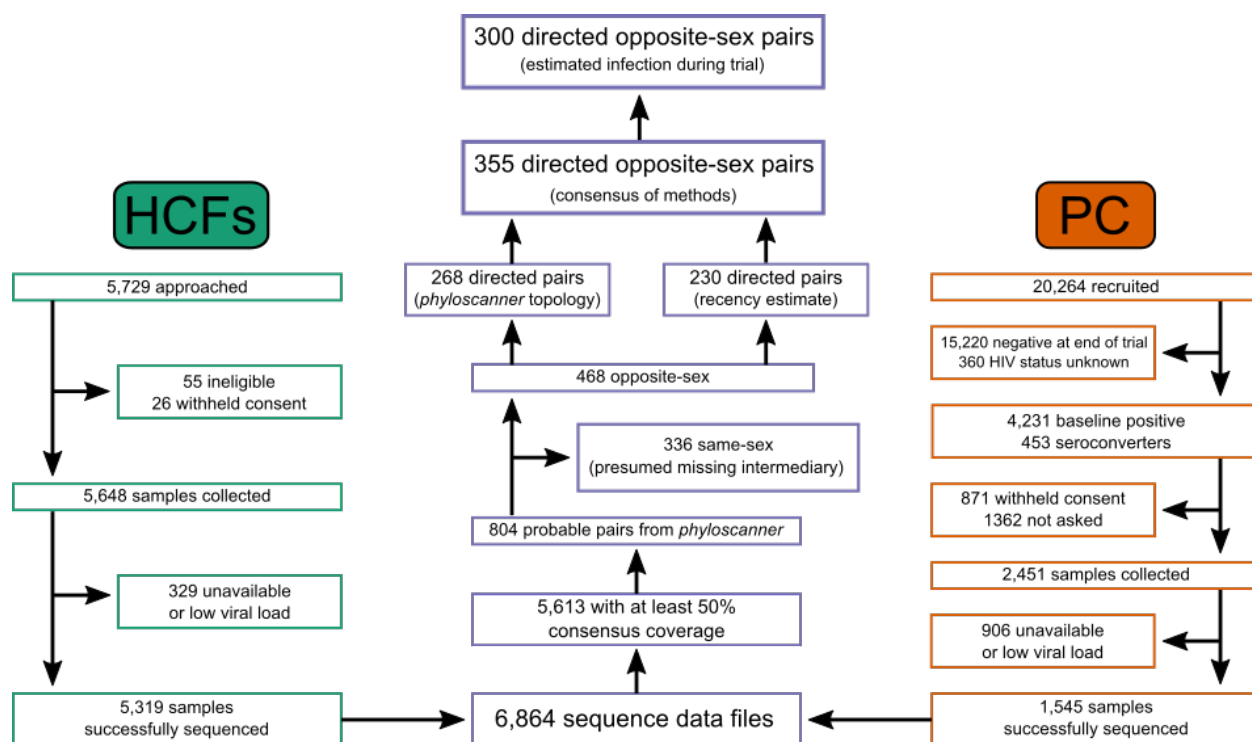 300 directed opposite-sex pairs
(estimated infection during trial)
355 directed opposite-sex pairs
(consensus of methods)
HCFs
PC
268 directed pairs
(phyloscanner topology)
230 directed pairs
(recency estimate)
5,729 approached
20,264 recruited
15,220 negative at end of trial
360 HIV status unknown
55 ineligible
26 withheld consent
468 opposite-sex
4,231 baseline positive
453 seroconverters
336 same-sex
(presumed missing intermediary)
5,648 samples collected
871 withheld consent
1362 not asked
804 probable pairs from phyloscanner
2,451 samples collected
329 unavailable
or low viral load
5,613 with at least 50%
consensus coverage
906 unavailable
or low viral load
5,319 samples
successfully sequenced
6,864 sequence data files
1,545 samples
successfully sequenced